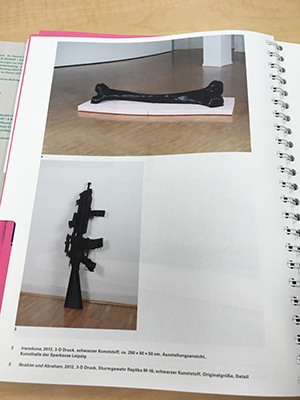 2
3
2 transbona, 2012, 3-D Druck, schwarzer Kunststoff, ca. 200 x 50 x 50 cm, Ausstellungsansicht,
Kunsthalle der Sparkasse Leipzig
3 Ibrahim und Abraham, 2012, 3-D Druck, Sturmgewehr Replika M-16, schwarzer Kunststoff, Originalgröße, Detail